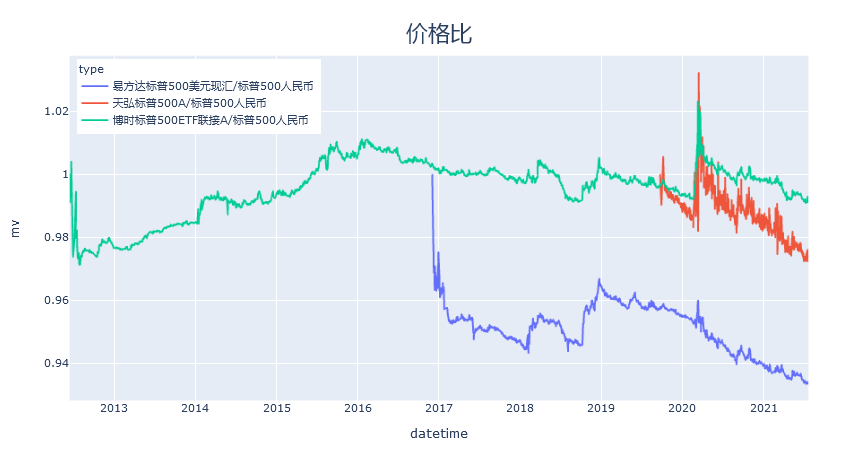 价格比
type
易方达标普500美元现汇/标普500人民币
天弘标普500A/标普500人民币
博时标普500ETF联接A/标普500人民币
1.02
1
0.98
0.96
0.94
mv
2013 2014 2015 2016 2017 2018 2019 2020 2021
datetime